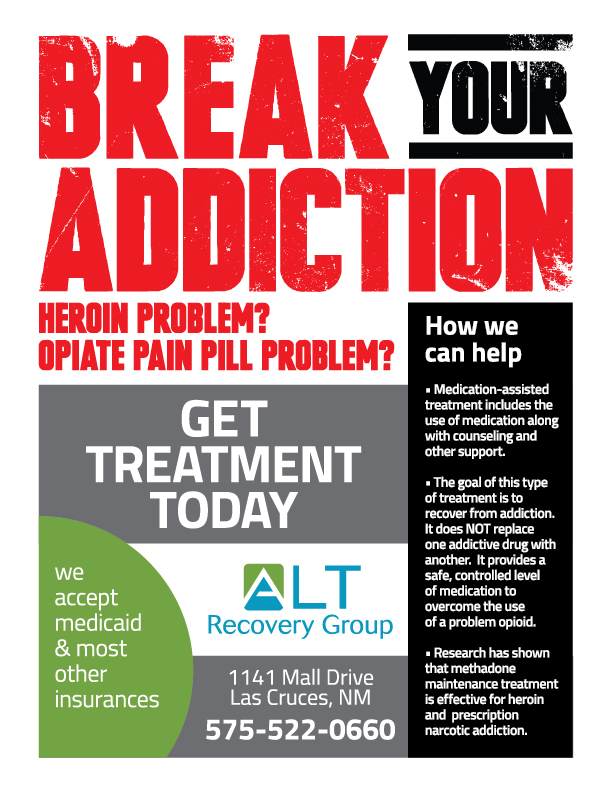 BREAK YOUR
ADDICTION
HEROIN PROBLEM?
OPIATE PAIN PILL PROBLEM?
GET
TREATMENT
TODAY
we
accept
medicaid
& most
other
insurances
ALT
Recovery Group
1141 Mall Drive
Las Cruces, NM
575-522-0660
How we
can help
• Medication-assisted
treatment includes the
use of medication along
with counseling and
other support.
• The goal of this type
of treatment is to
recover from addiction.
It does NOT replace
one addictive drug with
another. It provides a
safe, controlled level
of medication to
overcome the use
of a problem opioid.
• Research has shown
that methadone
maintenance treatment
is effective for heroin
and prescription
narcotic addiction.